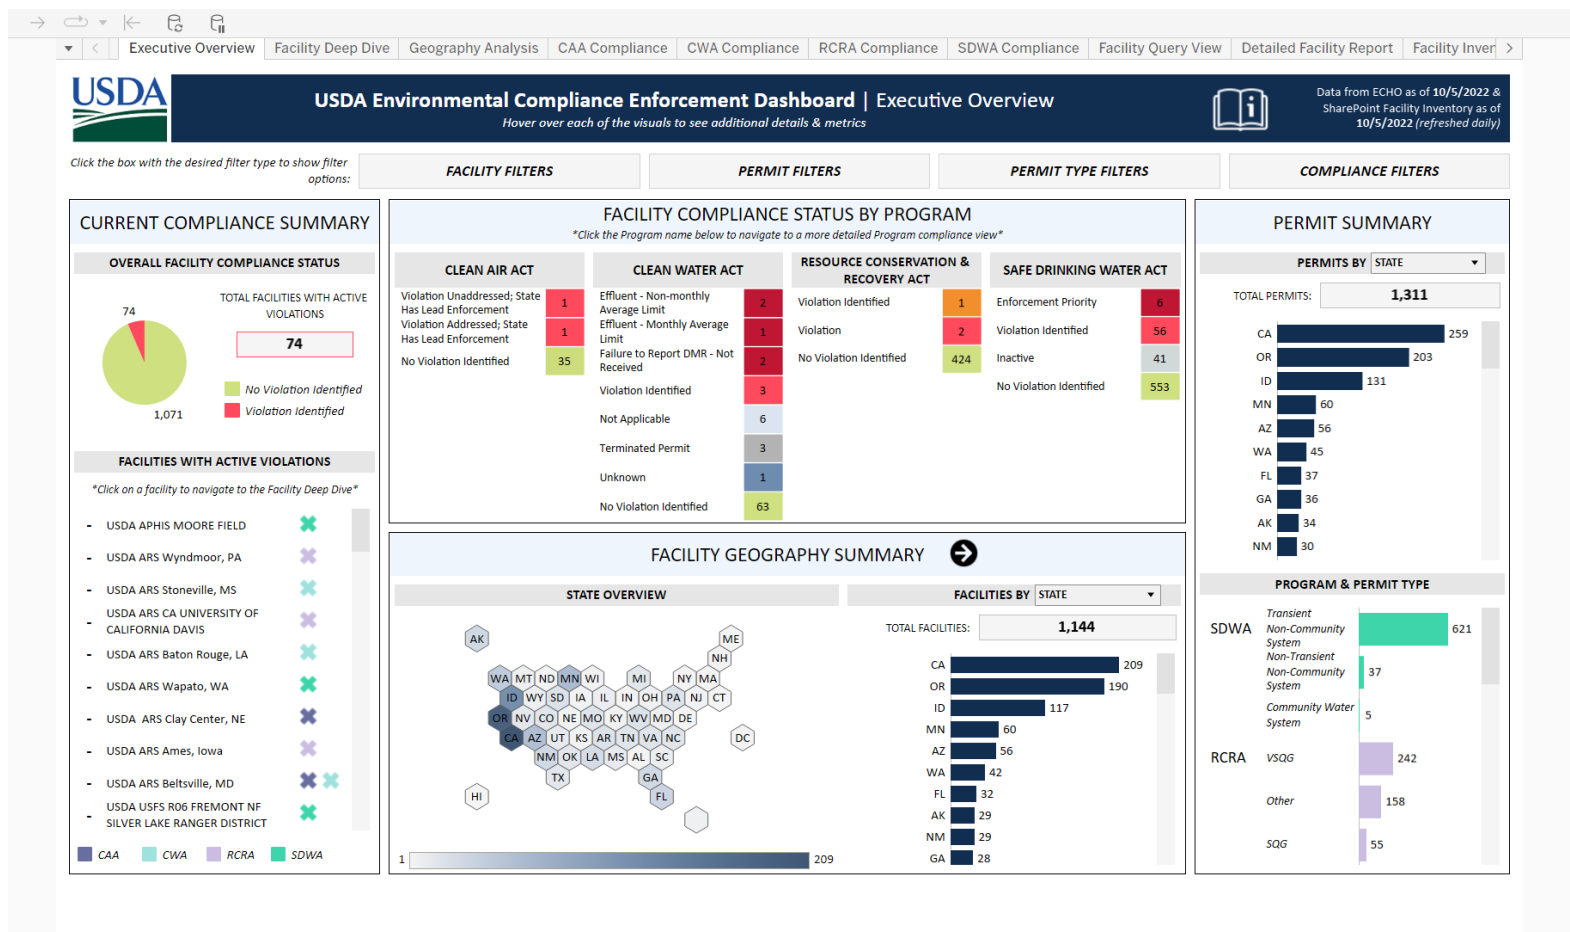 Executive Overview
Facility Deep Dive
Geography Analysis
CAA Compliance
CWA Compliance
RCRA Compliance
SDWA Compliance
Facility Query View
Detailed Facility Report
Facility Inver
USDA
USDA Environmental Compliance Enforcement Dashboard | Executive Overview
Hover over each of the visuals to see additional details & metrics
i
Data from ECHO as of 10/5/2022 &
SharePoint Facility Inventory as of
10/5/2022 (refreshed daily)
Click the box with the desired filter type to show filter
options:
FACILITY FILTERS
PERMIT FILTERS
PERMIT TYPE FILTERS
COMPLIANCE FILTERS
CURRENT COMPLIANCE SUMMARY
OVERALL FACILITY COMPLIANCE STATUS
74
1,071
TOTAL FACILITIES WITH ACTIVE
VIOLATIONS
74
No Violation Identified
Violation Identified
FACILITIES WITH ACTIVE VIOLATIONS
*Click on a facility to navigate to the Facility Deep Dive*
- USDA APHIS MOORE FIELD
- USDA ARS Wyndmoor, PA
- USDA ARS Stoneville, MS
- USDA ARS CA UNIVERSITY OF
CALIFORNIA DAVIS
- USDA ARS Baton Rouge, LA
- USDA ARS Wapato, WA
- USDA ARS Clay Center, NE
- USDA ARS Ames, Iowa
- USDA ARS Beltsville, MD
- USDA USFS R06 FREMONT NF
SILVER LAKE RANGER DISTRICT
CAA CWA RCRA SDWA
FACILITY COMPLIANCE STATUS BY PROGRAM
*Click the Program name below to navigate to a more detailed Program compliance view*
CLEAN AIR ACT
Violation Unaddressed; State
Has Lead Enforcement
1
Violation Addressed; State
Has Lead Enforcement
1
No Violation Identified 35
CLEAN WATER ACT
Effluent - Non-monthly
Average Limit
2
Effluent - Monthly Average
Limit
1
Failure to Report DMR - Not
Received
2
Violation Identified 3
Not Applicable 6
Terminated Permit 3
Unknown 1
No Violation Identified 63
RESOURCE CONSERVATION &
RECOVERY ACT
Violation Identified 1
Violation 2
No Violation Identified 424
SAFE DRINKING WATER ACT
Enforcement Priority 6
Violation Identified 56
Inactive 41
No Violation Identified 553
FACILITY GEOGRAPHY SUMMARY
STATE OVERVIEW
AK ME
NH
WA MT ND MN WI MI NY MA
ID WY SD IA IL IN OH PA NJ CT
OR NV CO NE MO KY WV MD DE
CA AZ UT KS AR TN VA NC DC
NM OK LA MS AL SC
TX GA
HI FL
1 209
FACILITIES BY STATE
TOTAL FACILITIES: 1,144
CA 209
OR 190
ID 117
MN 60
AZ 56
WA 42
FL 32
AK 29
NM 29
GA 28
PERMIT SUMMARY
PERMITS BY STATE
TOTAL PERMITS: 1,311
CA 259
OR 203
ID 131
MN 60
AZ 56
WA 45
FL 37
GA 36
AK 34
NM 30
PROGRAM & PERMIT TYPE
SDWA
Transient
Non-Community
System
621
Non-Transient
Non-Community
System
37
Community Water
System
5
RCRA
VSQG 242
Other 158
SQG 55